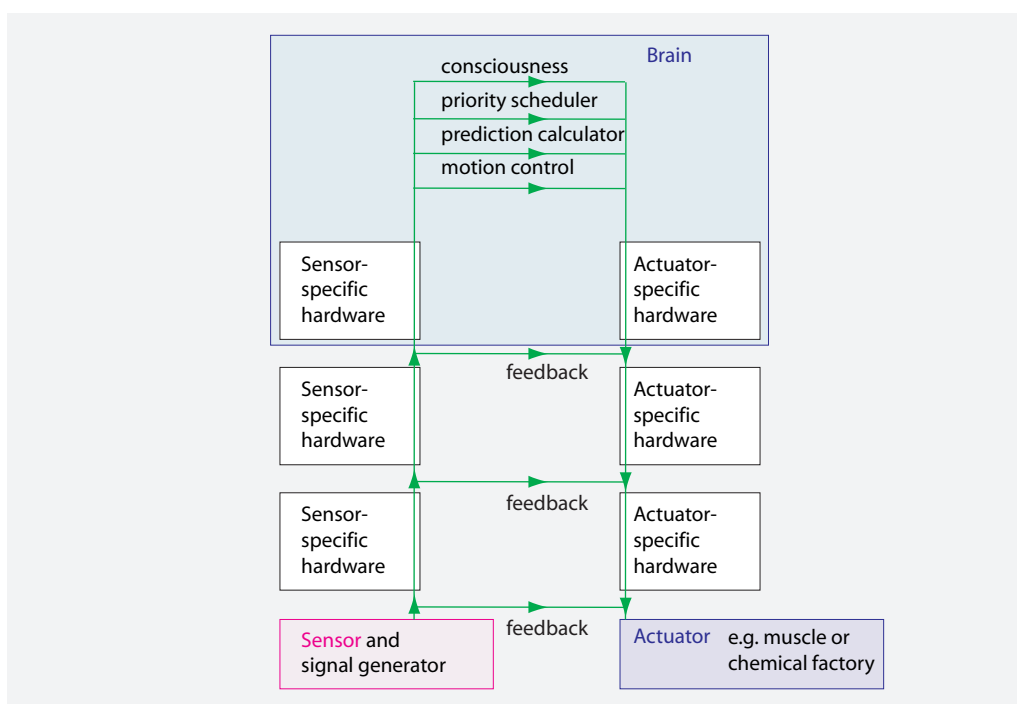 Brain
consciousness
priority scheduler
prediction calculator
motion control
Sensor-
specific
hardware
Actuator-
specific
hardware
feedback
Sensor-
specific
hardware
Actuator-
specific
hardware
feedback
Sensor-
specific
hardware
Actuator-
specific
hardware
feedback
Sensor and
signal generator
Actuator e.g. muscle or
chemical factory